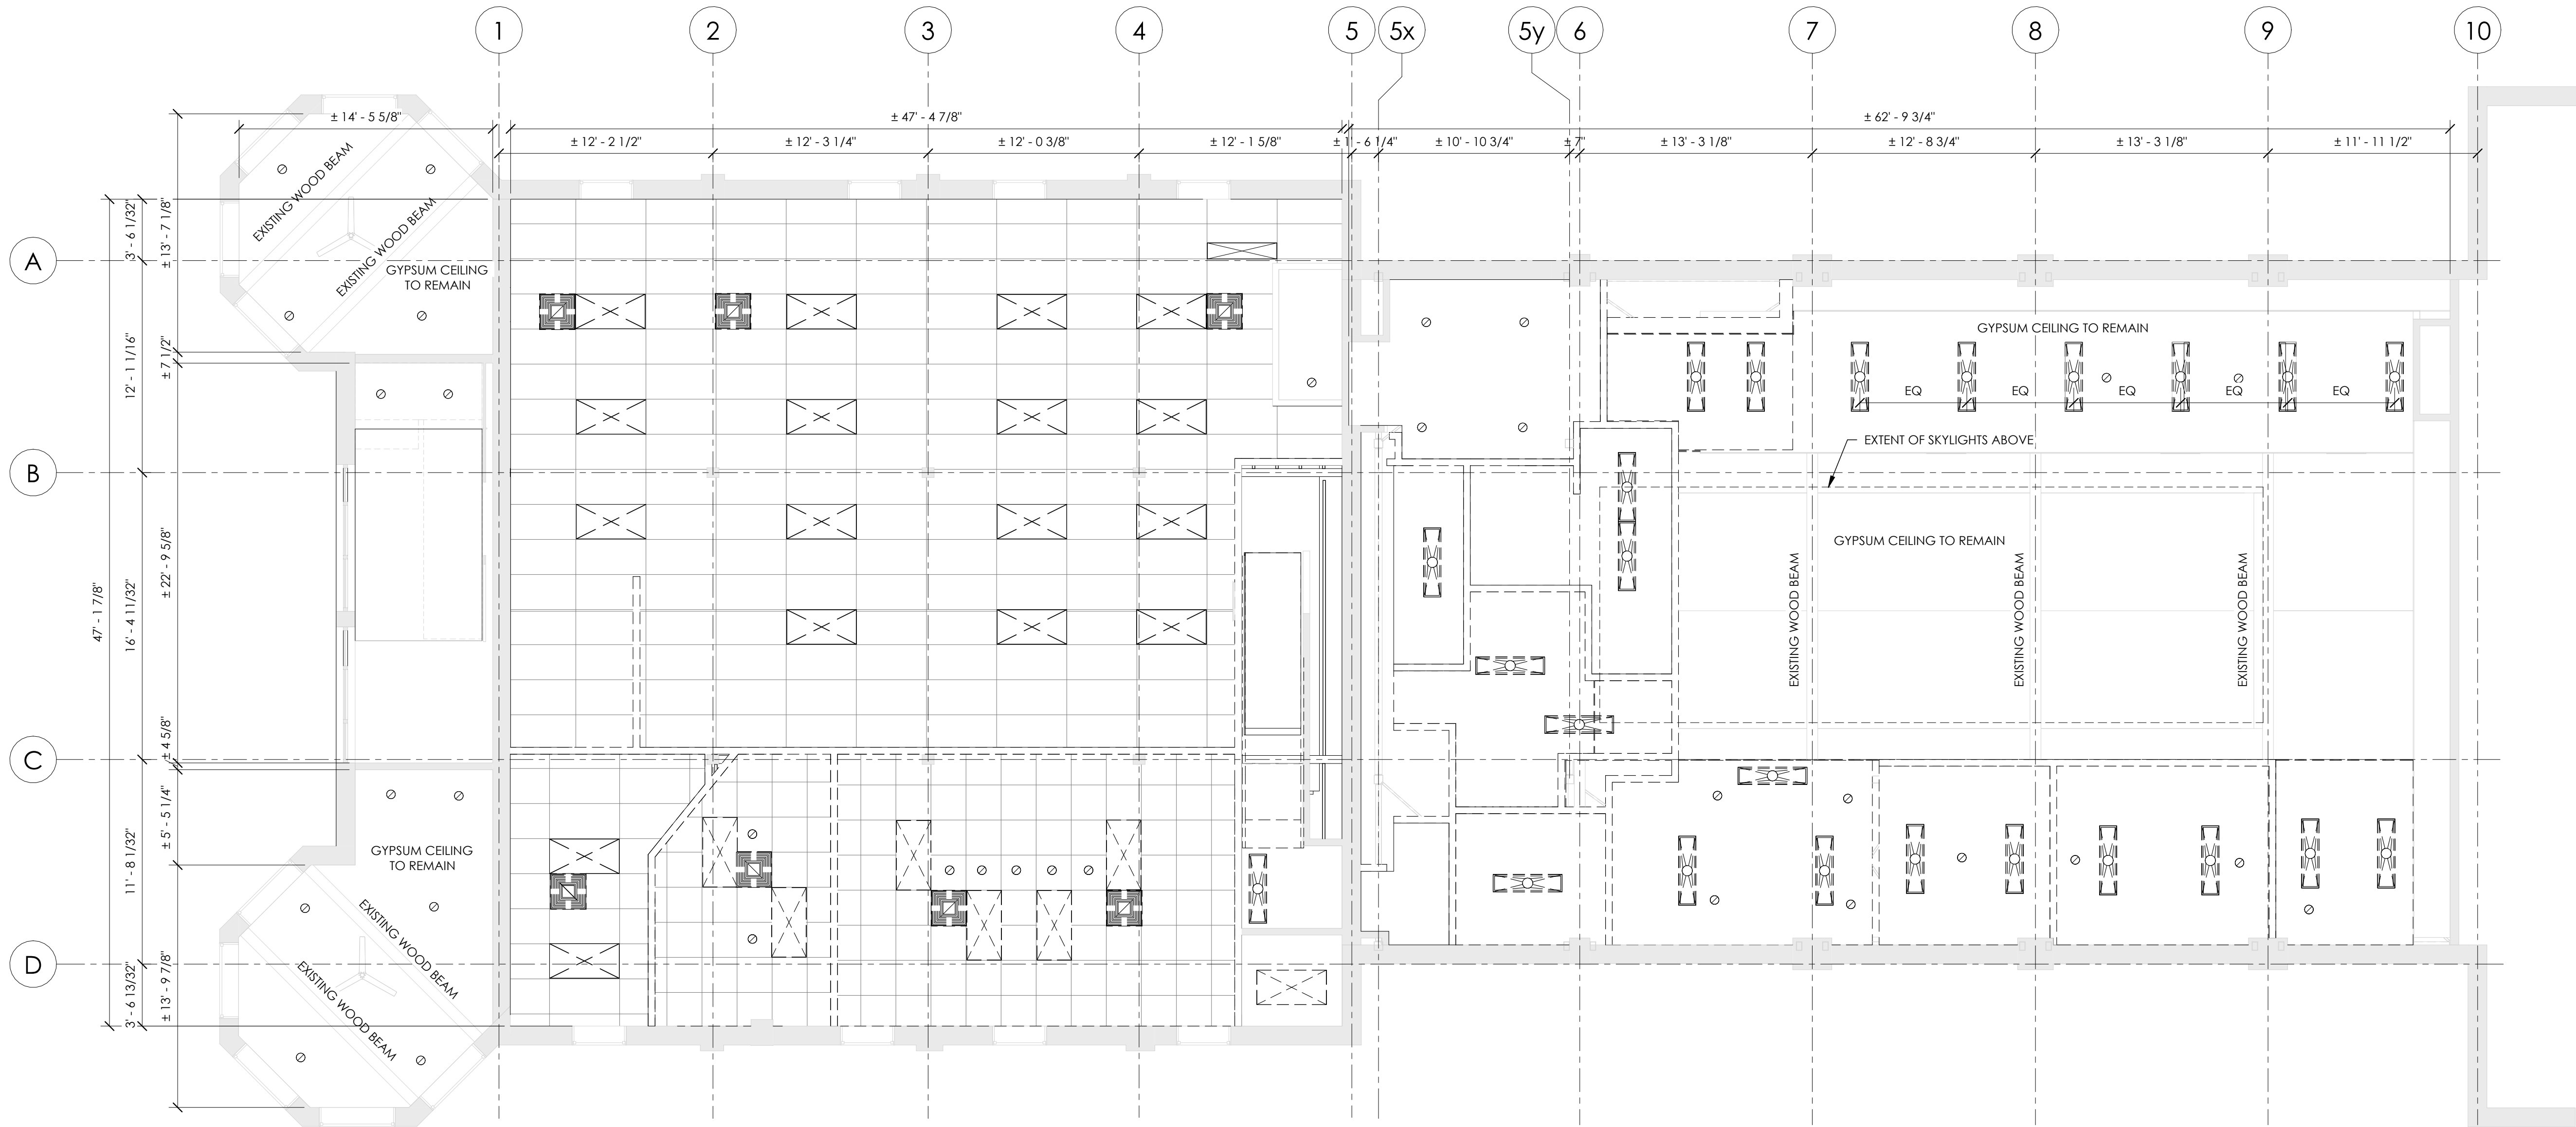 1
2
3
4
5
5x
5y
6
7
8
9
10
± 14' - 5 5/8"
± 47' - 4 7/8"
± 62' - 9 3/4"
± 12' - 2 1/2"
± 12' - 3 1/4"
± 12' - 0 3/8"
± 12' - 1 5/8"
± 1' - 6 1/4"
± 10' - 10 3/4"
± 7"
± 13' - 3 1/8"
± 12' - 8 3/4"
± 13' - 3 1/8"
± 11' - 11 1/2"
A
B
C
D
47' - 1 7/8"
3' - 6 1/32"
12' - 1 1/16"
16' - 4 11/32"
11' - 8 1/32"
3' - 6 13/32"
± 13' - 7 1/8"
± 7 1/2"
± 22' - 9 5/8"
± 4 5/8"
± 5' - 5 1/4"
± 13' - 9 7/8"
EXISTING WOOD BEAM
EXISTING WOOD BEAM
GYPSUM CEILING
TO REMAIN
GYPSUM CEILING TO REMAIN
EQ
EQ
EQ
EQ
EQ
EXTENT OF SKYLIGHTS ABOVE
GYPSUM CEILING TO REMAIN
EXISTING WOOD BEAM
EXISTING WOOD BEAM
EXISTING WOOD BEAM
GYPSUM CEILING
TO REMAIN
EXISTING WOOD BEAM
EXISTING WOOD BEAM